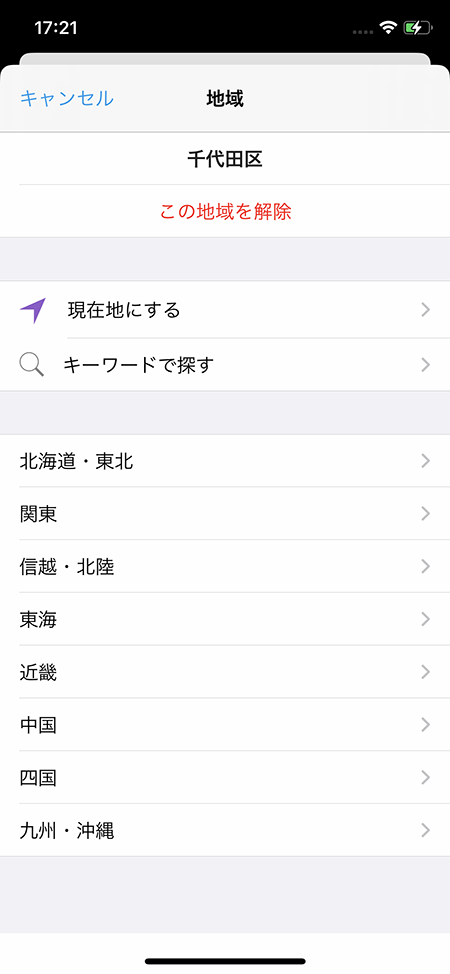 17:21
キャンセル 地域
千代田区
この地域を解除
現在地にする
キーワードで探す
北海道・東北
関東
信越・北陸
東海
近畿
中国
四国
九州・沖縄